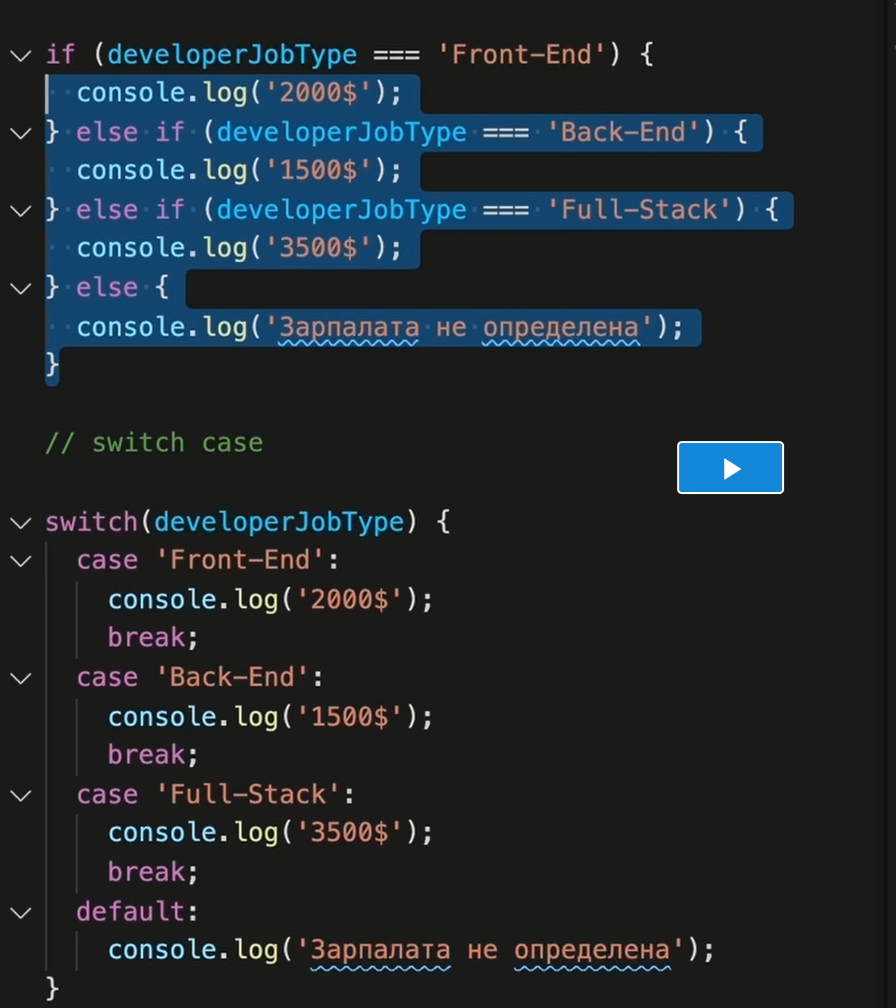 if (developerJobType === 'Front-End') {
console.log('2000$');
} else if (developerJobType === 'Back-End') {
console.log('1500$');
} else if (developerJobType === 'Full-Stack') {
console.log('3500$');
} else {
console.log('Зарпалата не определена');
}
// switch case
switch(developerJobType) {
case 'Front-End':
console.log('2000$');
break;
case 'Back-End':
console.log('1500$');
break;
case 'Full-Stack':
console.log('3500$');
break;
default:
console.log('Зарпалата не определена');
}